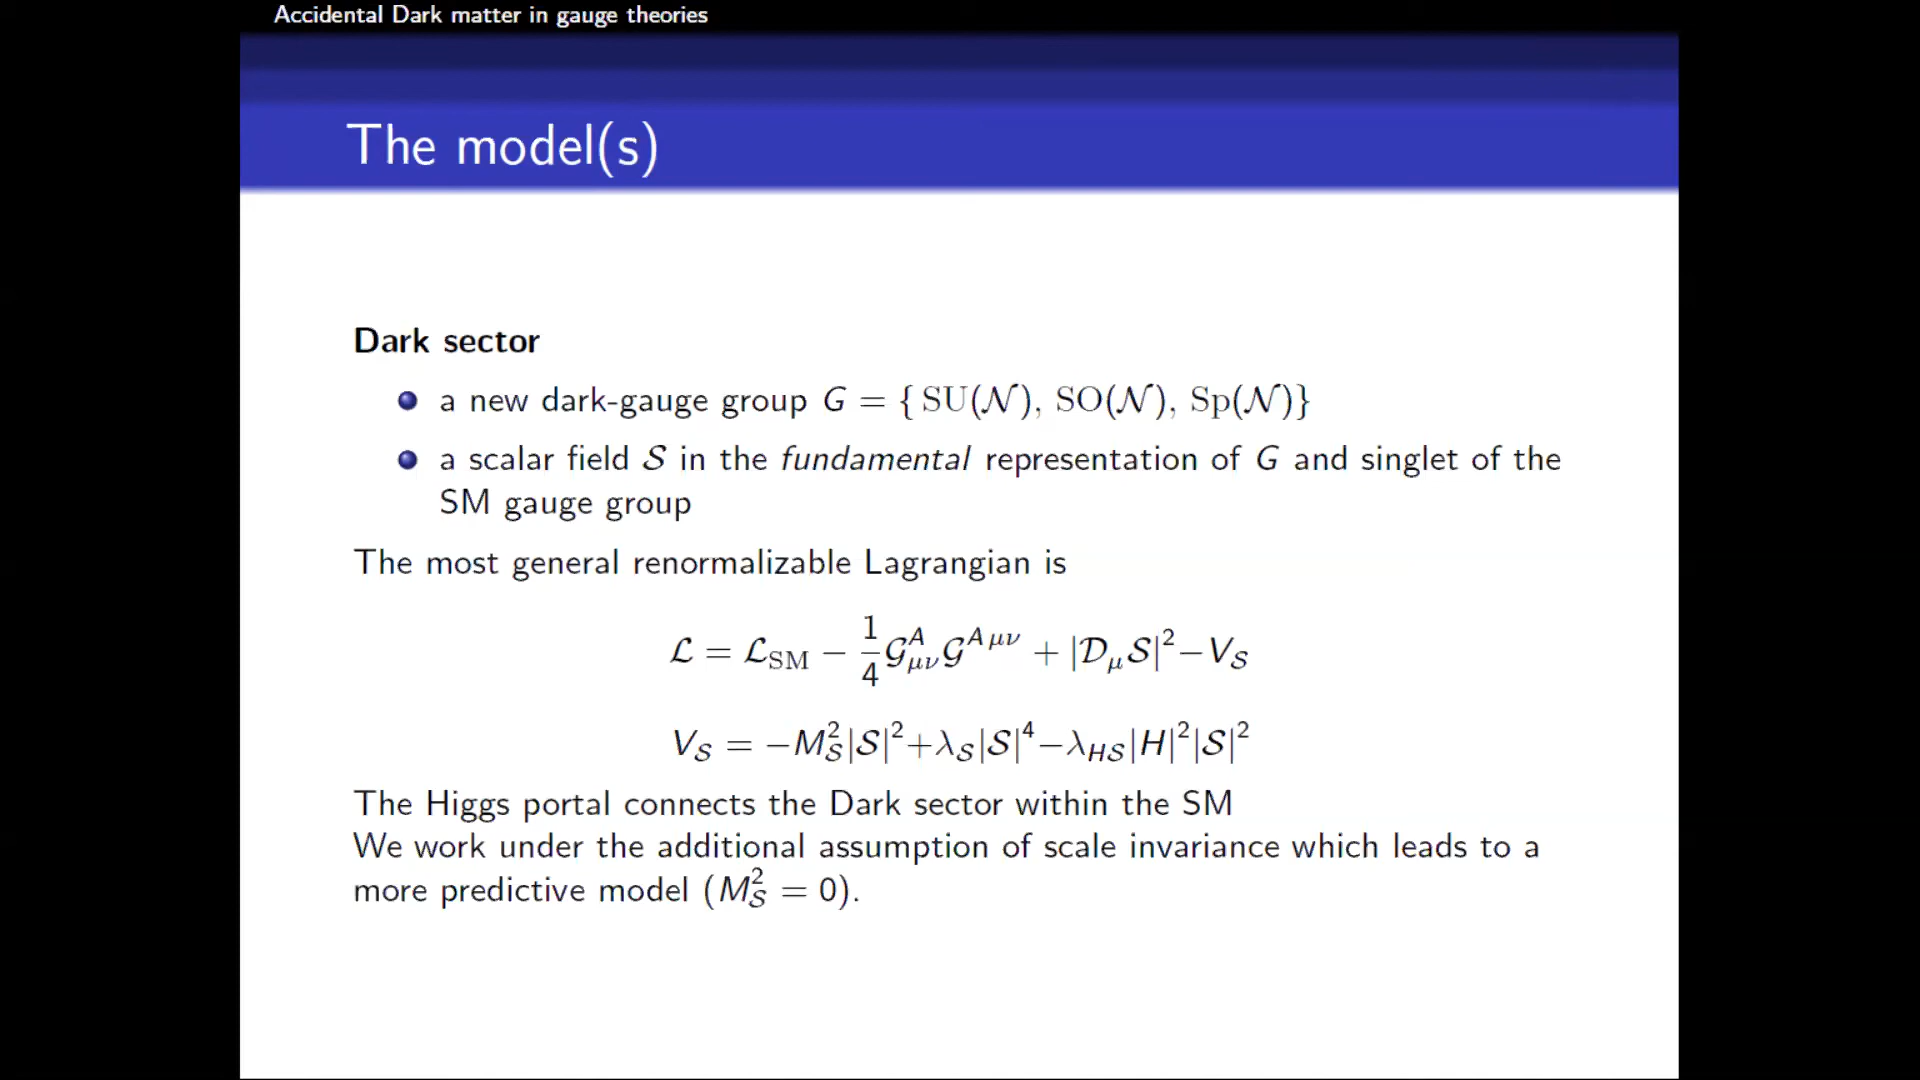 Accidental Dark matter in gauge theories
The model(s)
Dark sector
a new dark-gauge group G = { SU(𝒩), SO(𝒩), Sp(𝒩)}
a scalar field 𝒮 in the fundamental representation of G and singlet of the
SM gauge group
The most general renormalizable Lagrangian is
ℒ = ℒ_SM − 1/4 𝒢^A_μν 𝒢^{A μν} + |𝒟_μ 𝒮|² − V_𝒮
V_𝒮 = −M²_𝒮|𝒮|² + λ_𝒮|𝒮|⁴ − λ_{H𝒮}|H|²|𝒮|²
The Higgs portal connects the Dark sector within the SM
We work under the additional assumption of scale invariance which leads to a
more predictive model (M²_𝒮 = 0).